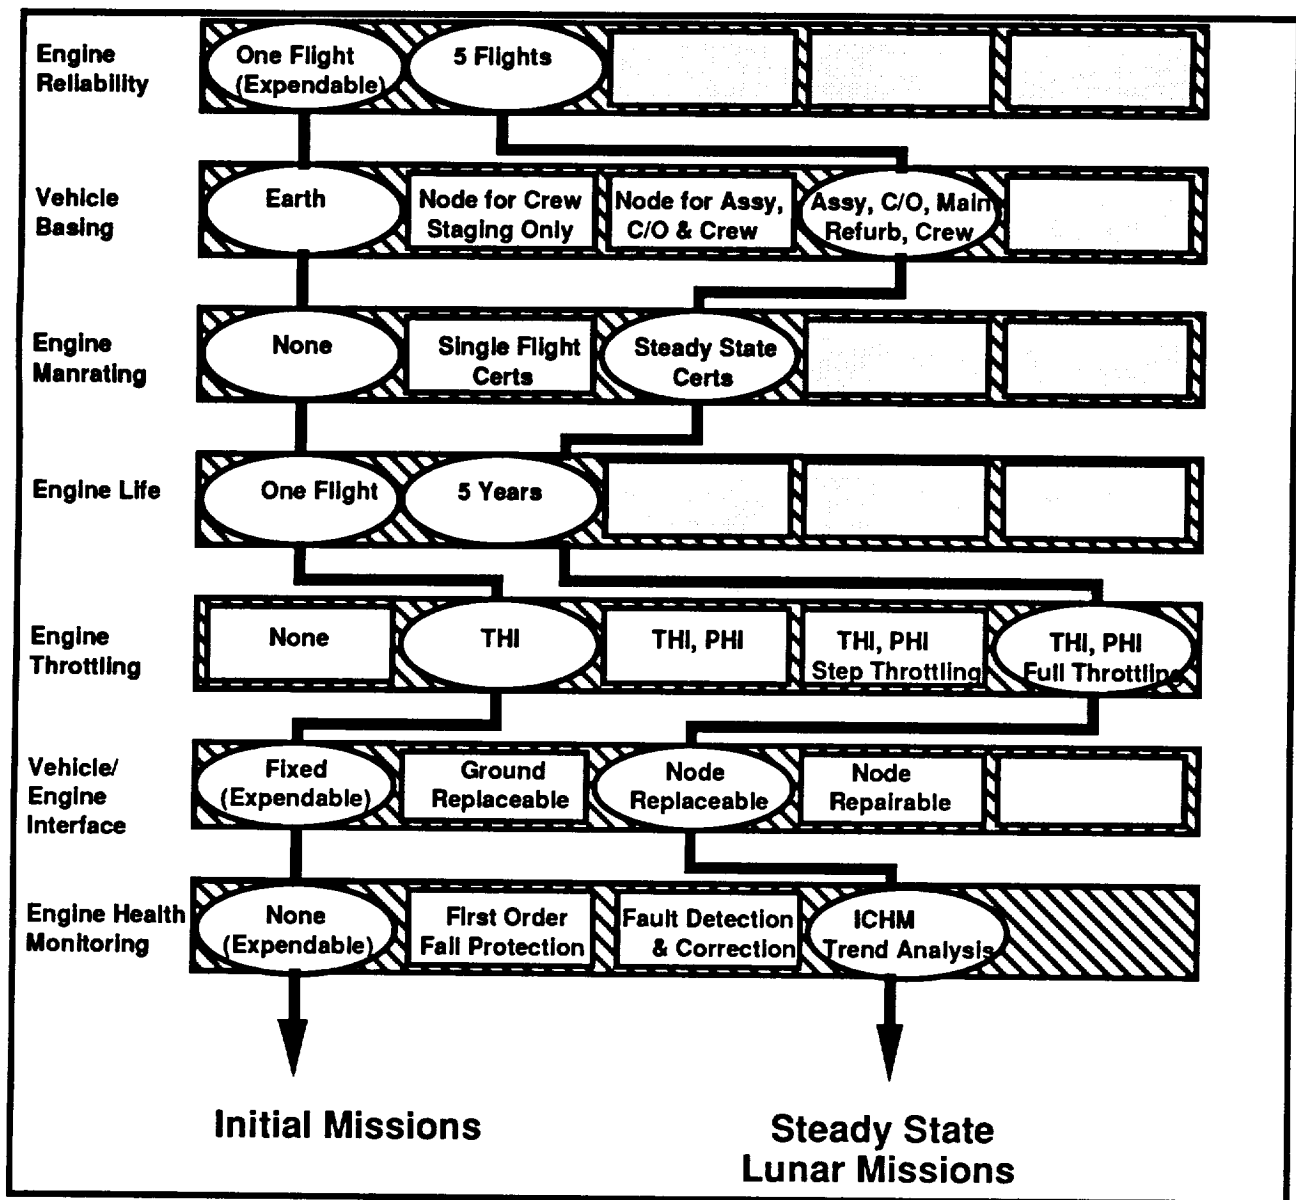 Engine
Reliability
One Flight
(Expendable)
5 Flights
Vehicle
Basing
Earth
Node for Crew
Staging Only
Node for Assy,
C/O & Crew
Assy, C/O, Main
Refurb, Crew
Engine
Manrating
None
Single Flight
Certs
Steady State
Certs
Engine Life
One Flight
5 Years
Engine
Throttling
None
THI
THI, PHI
THI, PHI
Step Throttling
THI, PHI
Full Throttling
Vehicle/
Engine
Interface
Fixed
(Expendable)
Ground
Replaceable
Node
Replaceable
Node
Repairable
Engine Health
Monitoring
None
(Expendable)
First Order
Fail Protection
Fault Detection
& Correction
ICHM
Trend Analysis
Initial Missions
Steady State
Lunar Missions